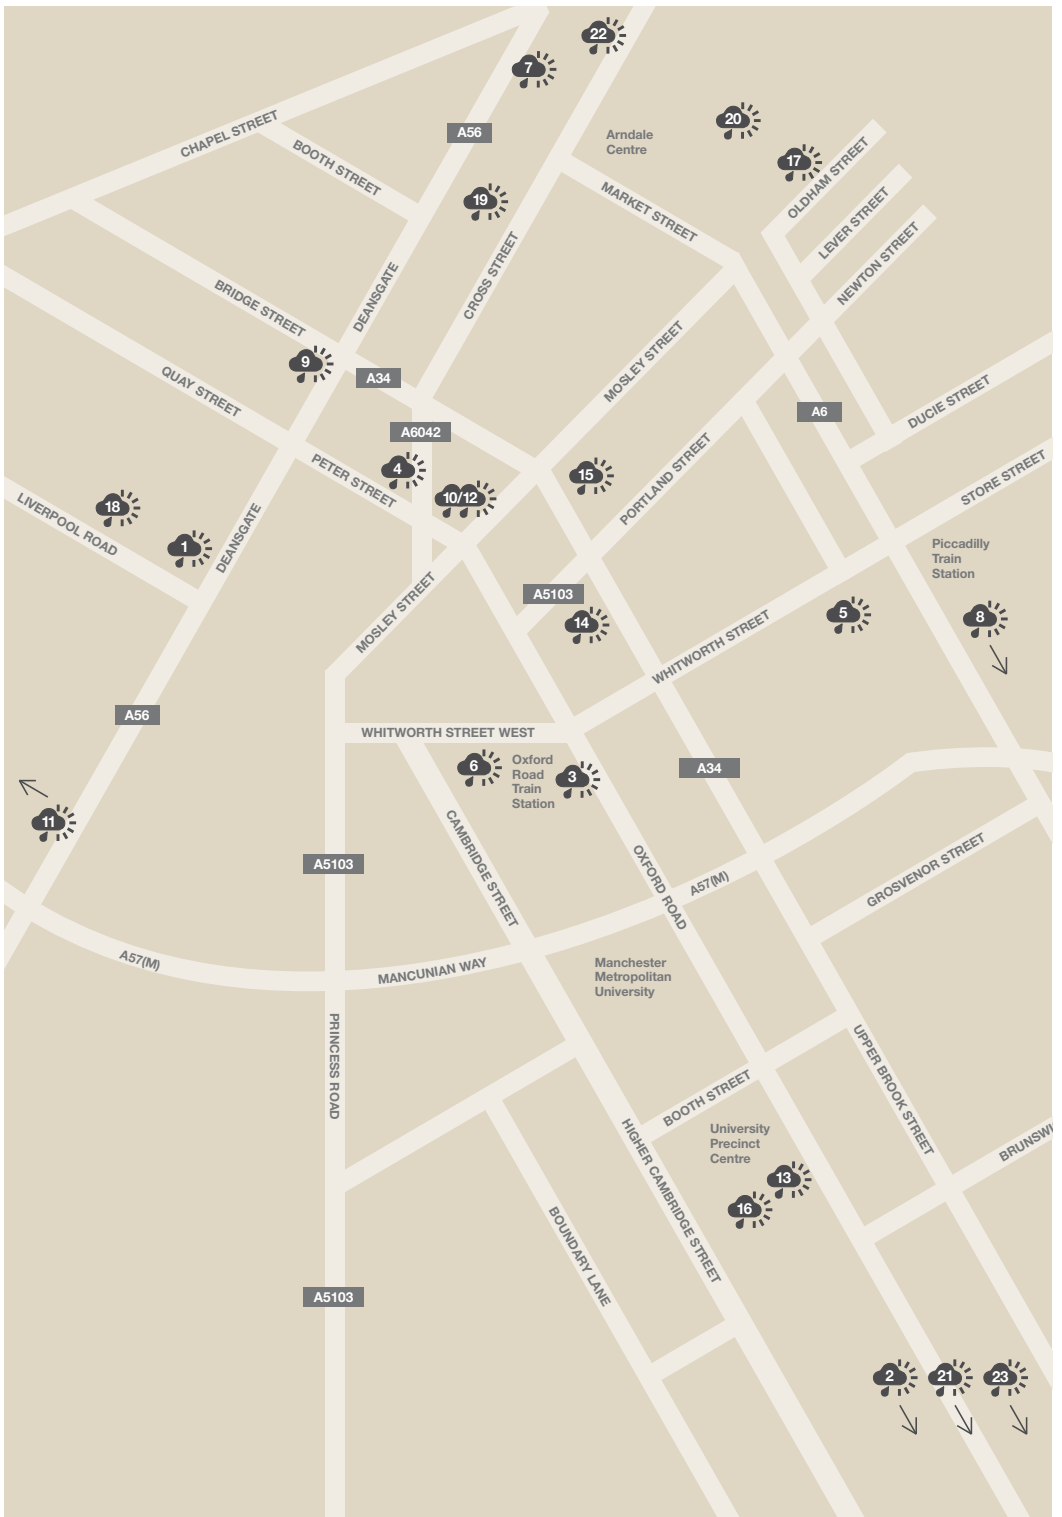 22
7
20
A56
Arndale
Centre
CHAPEL STREET
BOOTH STREET
17
OLDHAM STREET
19
MARKET STREET
LEVER STREET
NEWTON STREET
CROSS STREET
DEANSGATE
BRIDGE STREET
9
A34
MOSLEY STREET
QUAY STREET
DUCIE STREET
A6
A6042
4
PETER STREET
10/12
15
PORTLAND STREET
STORE STREET
18
LIVERPOOL ROAD
1
DEANSGATE
Piccadilly
Train
Station
A5103
MOSLEY STREET
14
5
8
WHITWORTH STREET
A56
WHITWORTH STREET WEST
6
Oxford
Road
Train
Station
3
A34
11
CAMBRIDGE STREET
A5103
OXFORD ROAD
A57(M)
GROSVENOR STREET
A57(M)
MANCUNIAN WAY
Manchester
Metropolitan
University
PRINCESS ROAD
UPPER BROOK STREET
BOOTH STREET
University
Precinct
Centre
BRUNSWI
HIGHER CAMBRIDGE STREET
13
16
BOUNDARY LANE
A5103
2
21
23